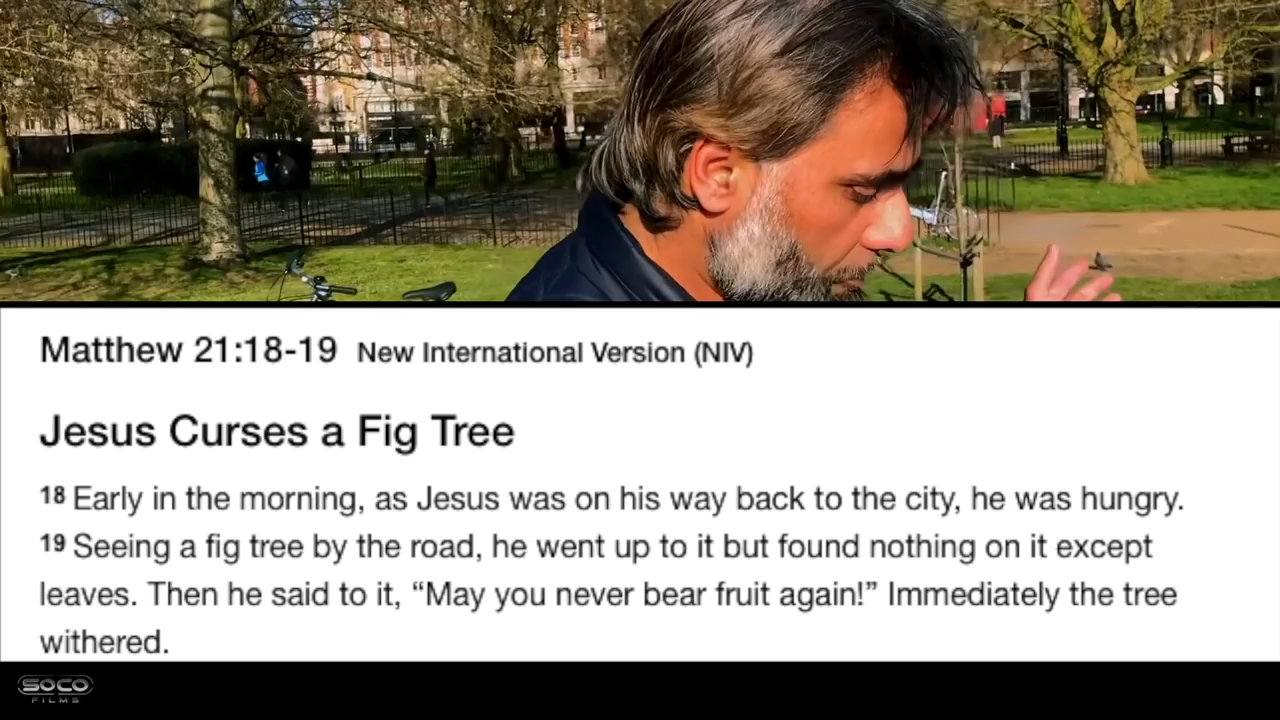 Matthew 21:18-19 New International Version (NIV)
Jesus Curses a Fig Tree
18 Early in the morning, as Jesus was on his way back to the city, he was hungry.
19 Seeing a fig tree by the road, he went up to it but found nothing on it except
leaves. Then he said to it, “May you never bear fruit again!” Immediately the tree
withered.
SOCO
FILMS